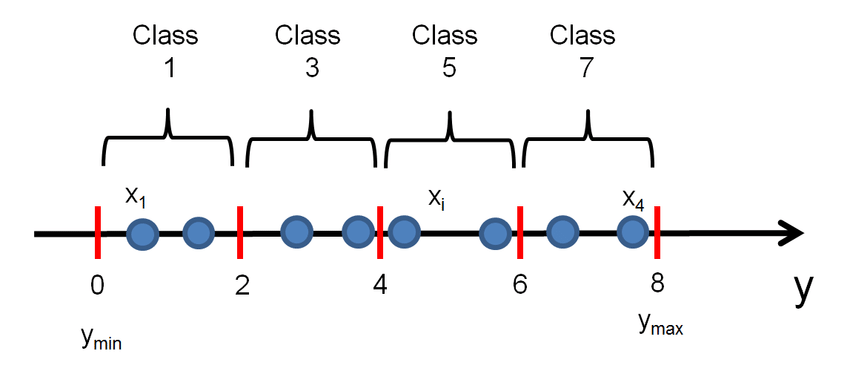 Class Class Class Class
1 3 5 7
x1 xi x4
0 2 4 6 8
y
ymin ymax